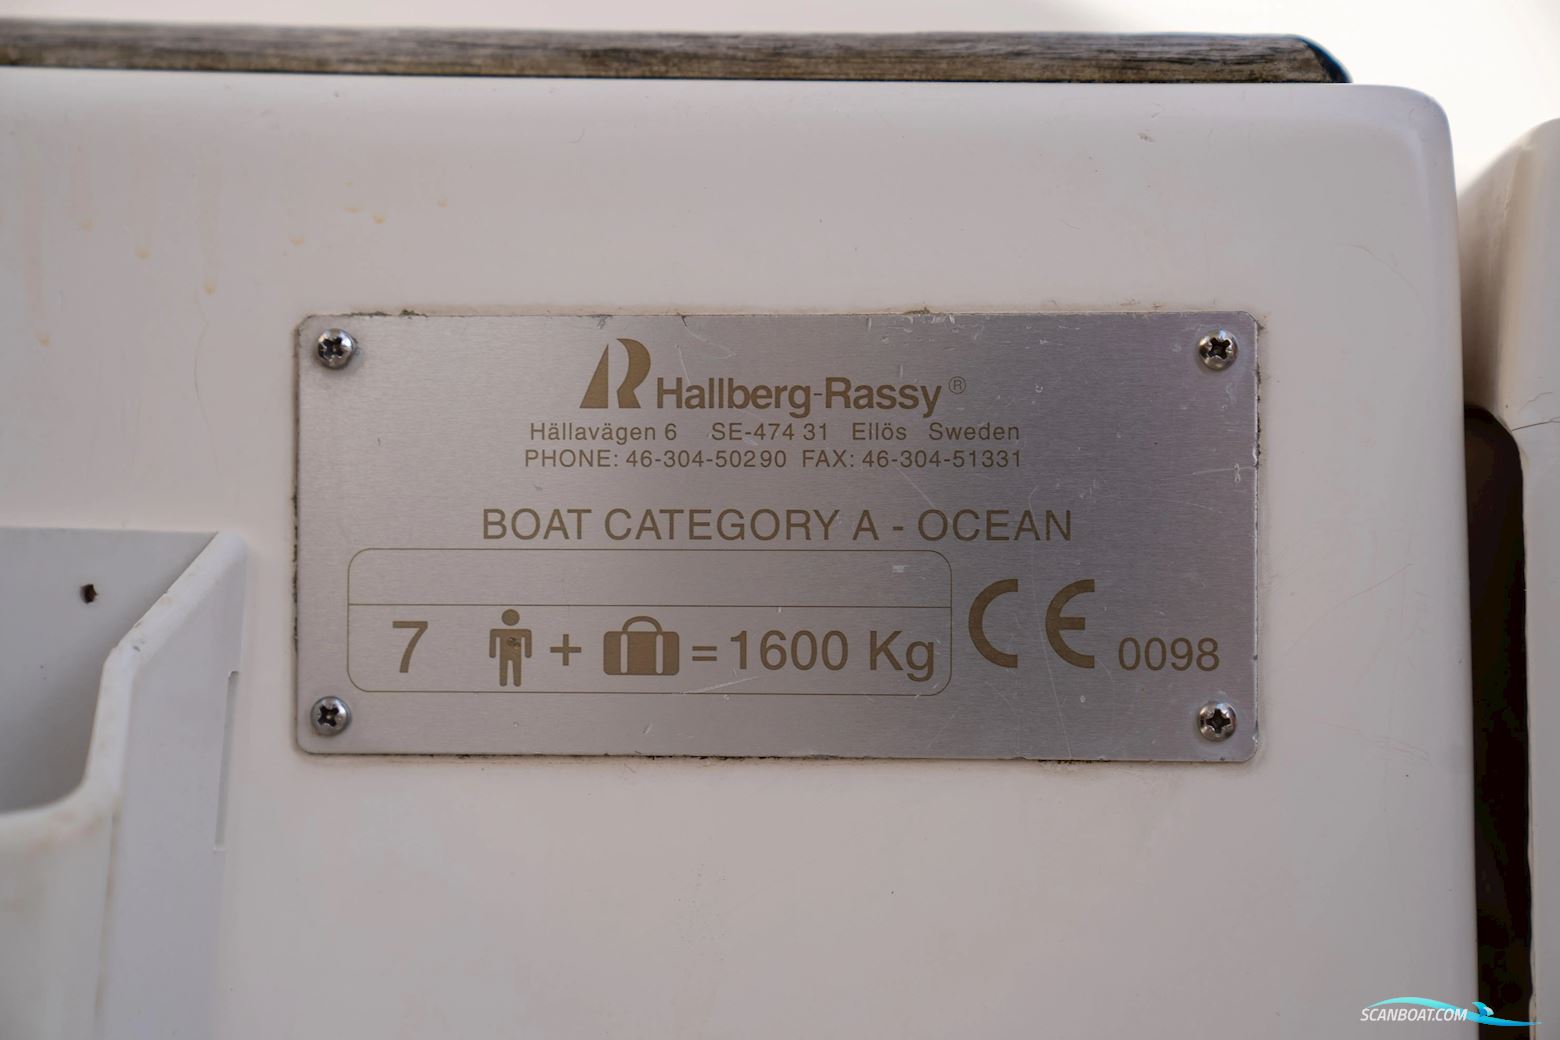 Hallberg-Rassy®
Hällavägen 6 SE-474 31 Ellös Sweden
PHONE: 46-304-50290 FAX: 46-304-51331
BOAT CATEGORY A - OCEAN
7 + = 1600 Kg
CE 0098
SCANBOAT.COM